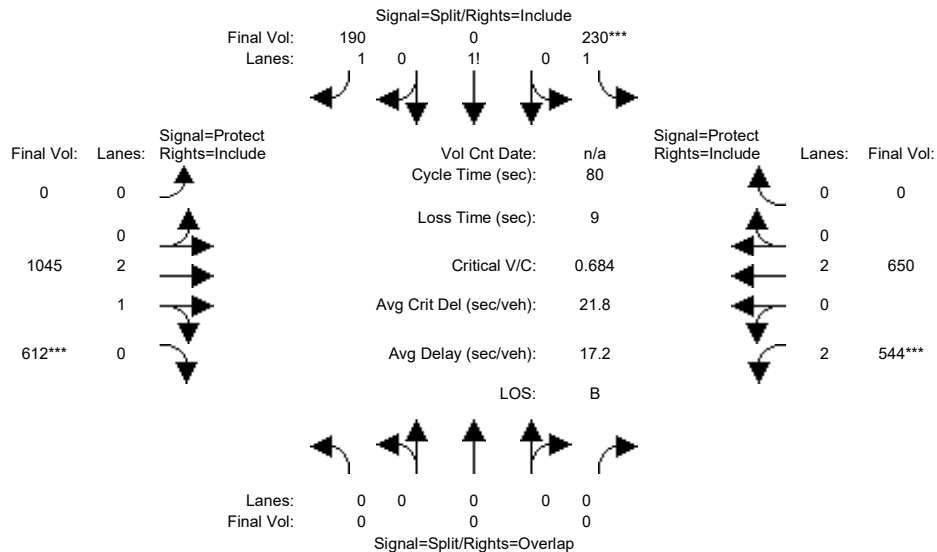 Signal=Split/Rights=Include
Final Vol: 190 0 230***
Lanes: 1 0 1! 0 1
Signal=Protect Signal=Protect
Final Vol: Lanes: Rights=Include Vol Cnt Date: n/a Rights=Include Lanes: Final Vol:
Cycle Time (sec): 80
0 0 0 0
Loss Time (sec): 9
0 0
1045 2 Critical V/C: 0.684 2 650
1 Avg Crit Del (sec/veh): 21.8 0
612*** 0 Avg Delay (sec/veh): 17.2 2 544***
LOS: B
Lanes: 0 0 0 0 0
Final Vol: 0 0 0
Signal=Split/Rights=Overlap